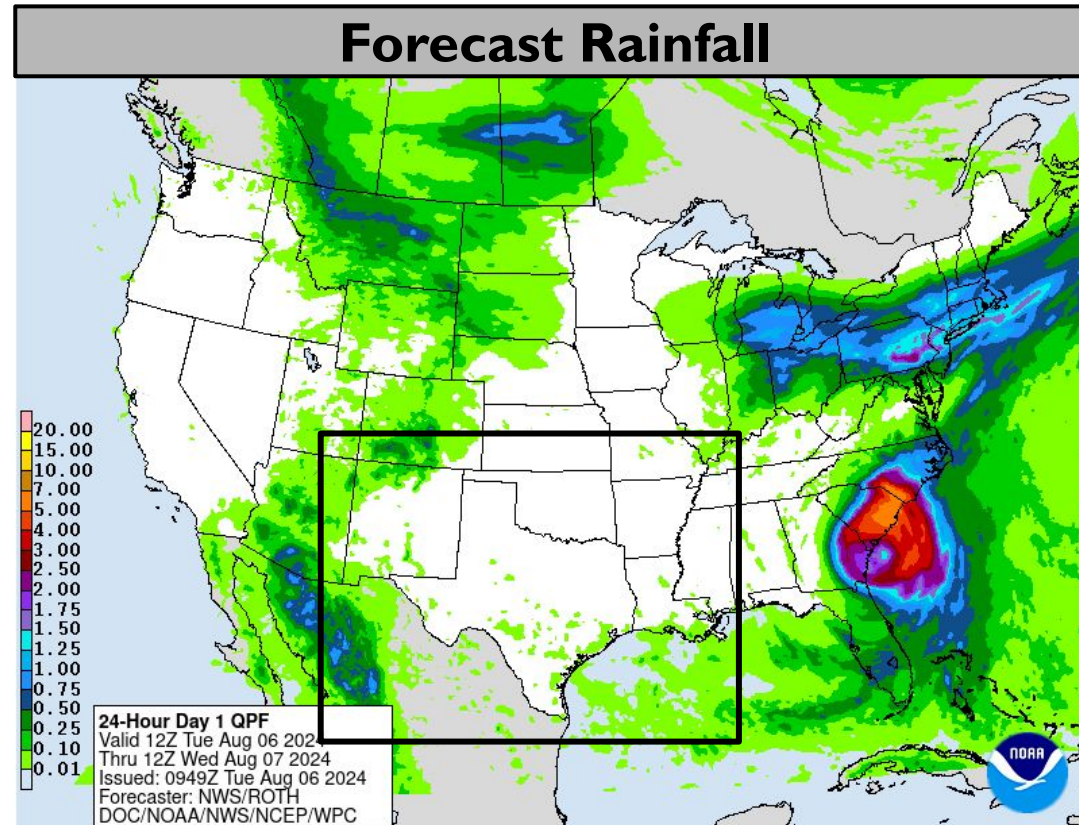 Forecast Rainfall
20.00
15.00
10.00
7.00
5.00
4.00
3.00
2.50
2.00
1.75
1.50
1.25
1.00
0.75
0.50
0.25
0.10
0.01
24-Hour Day 1 QPF
Valid 12Z Tue Aug 06 2024
Thru 12Z Wed Aug 07 2024
Issued: 0949Z Tue Aug 06 2024
Forecaster: NWS/ROTH
DOC/NOAA/NWS/NCEP/WPC
NOAA